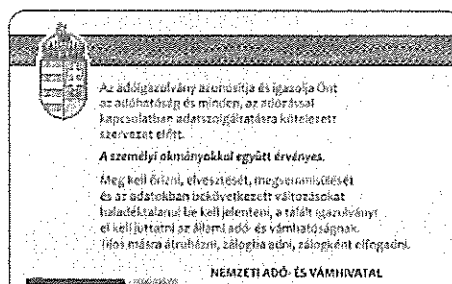 Az adóigazolvány azonosítja és igazolja Önt
az adóhatóság és minden, az adózással
kapcsolatban adatszolgáltatásra kötelezett
szervezet előtt.
A személyi okmányokkal együtt érvényes.
Meg kell őrizni, elvesztését, megsemmisülését
és az adatokban bekövetkezett változásokat
haladéktalanul be kell jelenteni, a talált igazolványt
el kell juttatni az állami adó- és vámhatóságnak.
Tilos másra átruházni, zálogba adni, zálogként elfogadni.
NEMZETI ADÓ- ÉS VÁMHIVATAL